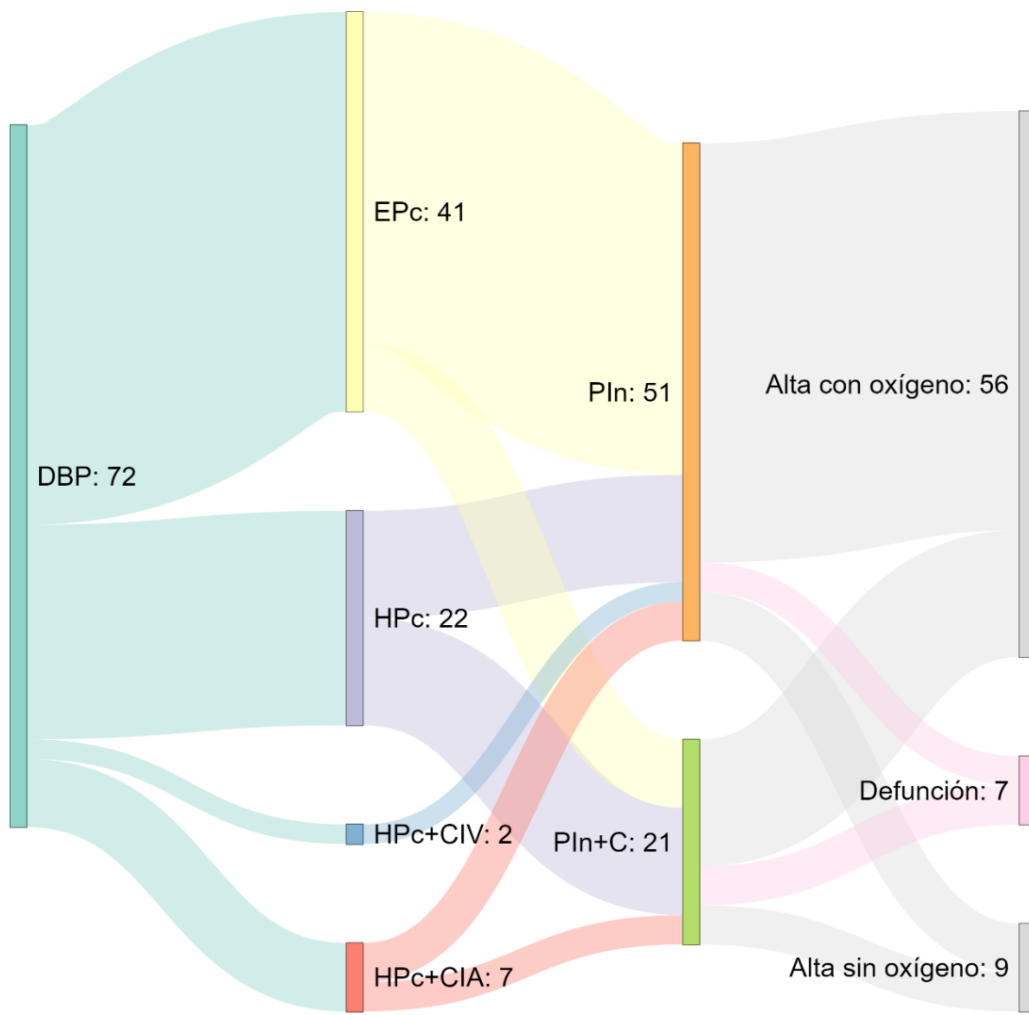 DBP: 72
EPc: 41
HPc: 22
HPc+CIV: 2
HPc+CIA: 7
PIn: 51
PIn+C: 21
Alta con oxígeno: 56
Defunción: 7
Alta sin oxígeno: 9